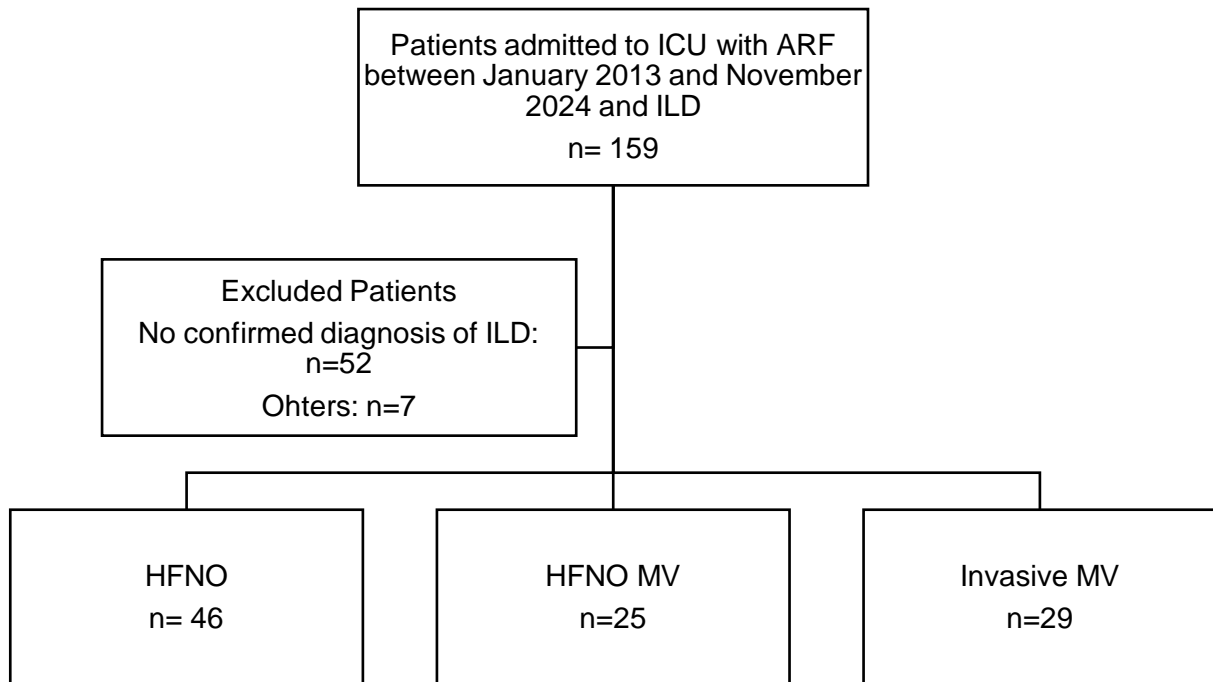 Patients admitted to ICU with ARF
between January 2013 and November
2024 and ILD
n= 159
Excluded Patients
No confirmed diagnosis of ILD:
n=52
Ohters: n=7
HFNO
n= 46
HFNO MV
n=25
Invasive MV
n=29